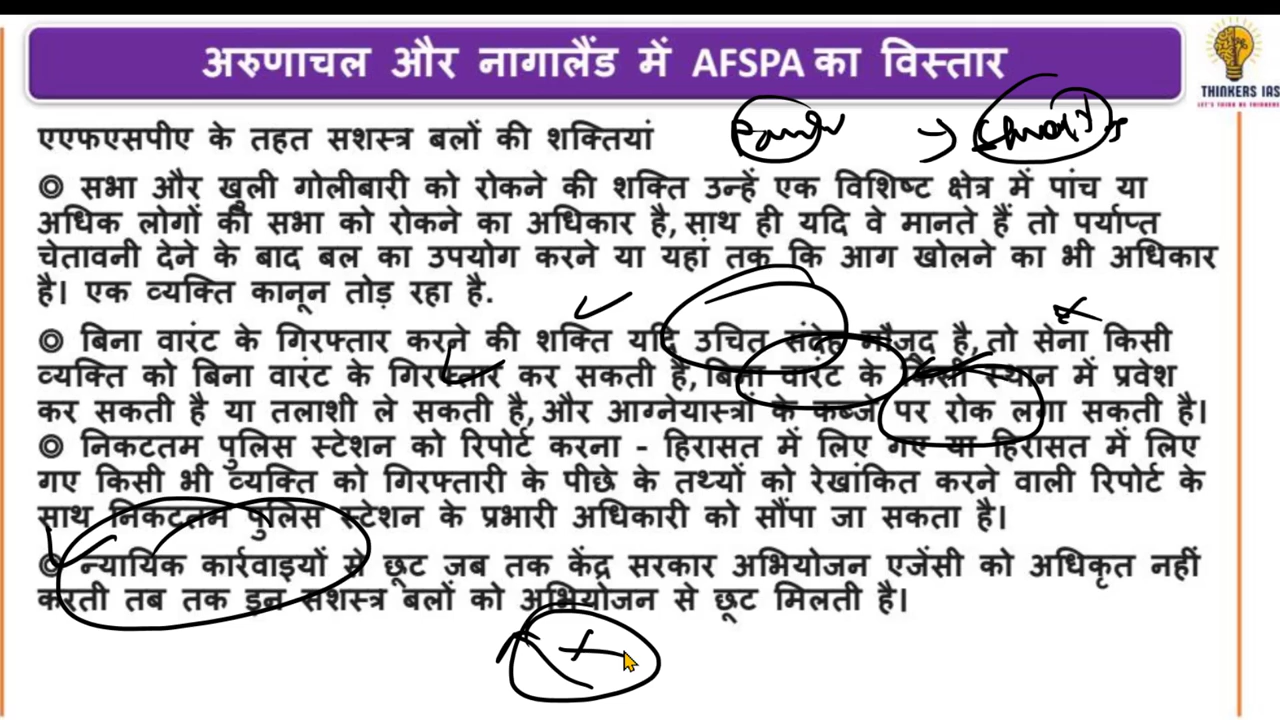 अरुणाचल और नागालैंड में AFSPA का विस्तार
THINKERS IAS
LET'S THINK BE THINKERS
एएफएसपीए के तहत सशस्त्र बलों की शक्तियां
◎ सभा और खुली गोलीबारी को रोकने की शक्ति उन्हें एक विशिष्ट क्षेत्र में पांच या
अधिक लोगों की सभा को रोकने का अधिकार है, साथ ही यदि वे मानते हैं तो पर्याप्त
चेतावनी देने के बाद बल का उपयोग करने या यहां तक कि आग खोलने का भी अधिकार
है। एक व्यक्ति कानून तोड़ रहा है.
◎ बिना वारंट के गिरफ्तार करने की शक्ति यदि उचित संदेह मौजूद है, तो सेना किसी
व्यक्ति को बिना वारंट के गिरफ्तार कर सकती है, बिना वारंट के किसी स्थान में प्रवेश
कर सकती है या तलाशी ले सकती है, और आग्नेयास्त्रों के कब्जे पर रोक लगा सकती है।
◎ निकटतम पुलिस स्टेशन को रिपोर्ट करना - हिरासत में लिए गए या हिरासत में लिए
गए किसी भी व्यक्ति को गिरफ्तारी के पीछे के तथ्यों को रेखांकित करने वाली रिपोर्ट के
साथ निकटतम पुलिस स्टेशन के प्रभारी अधिकारी को सौंपा जा सकता है।
◎ न्यायिक कार्रवाइयों से छूट जब तक केंद्र सरकार अभियोजन एजेंसी को अधिकृत नहीं
करती तब तक इन सशस्त्र बलों को अभियोजन से छूट मिलती है।